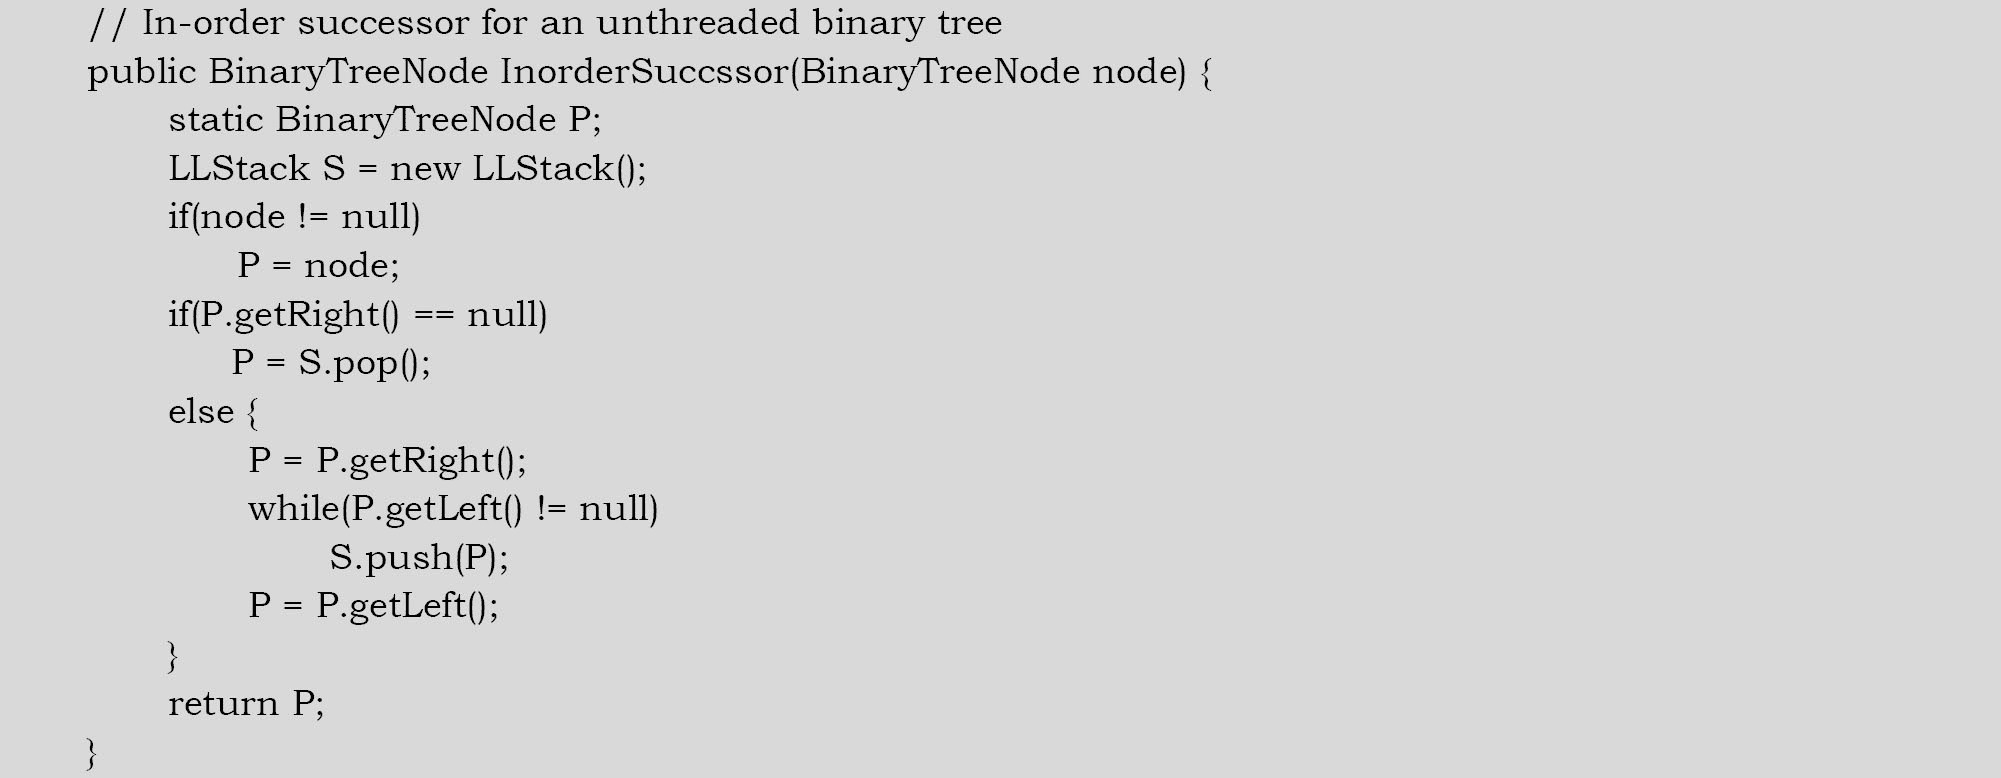 // In-order successor for an unthreaded binary tree
public BinaryTreeNode InorderSuccssor(BinaryTreeNode node) {
static BinaryTreeNode P;
LLStack S = new LLStack();
if(node != null)
P = node;
if(P.getRight() == null)
P = S.pop();
else {
P = P.getRight();
while(P.getLeft() != null)
S.push(P);
P = P.getLeft();
}
return P;
}